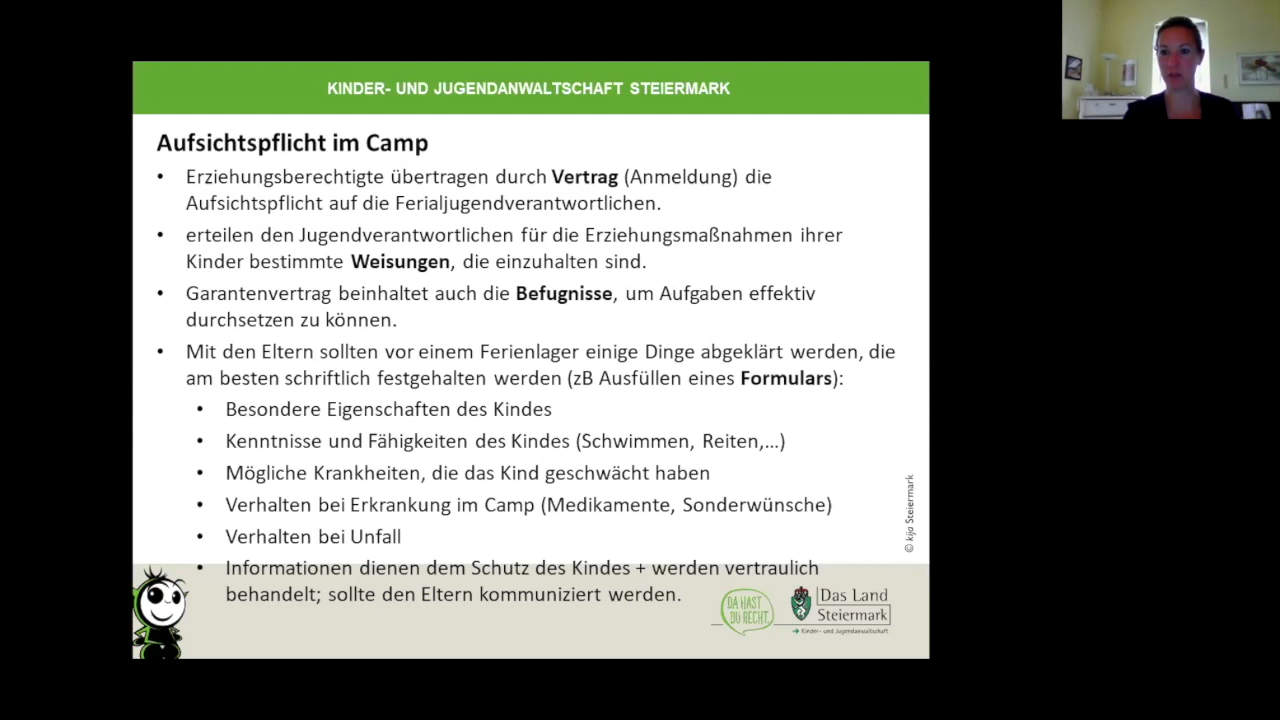 KINDER- UND JUGENDANWALTSCHAFT STEIERMARK
Aufsichtspflicht im Camp
• Erziehungsberechtigte übertragen durch Vertrag (Anmeldung) die
Aufsichtspflicht auf die Ferialjugendverantwortlichen.
• erteilen den Jugendverantwortlichen für die Erziehungsmaßnahmen ihrer
Kinder bestimmte Weisungen, die einzuhalten sind.
• Garantenvertrag beinhaltet auch die Befugnisse, um Aufgaben effektiv
durchsetzen zu können.
• Mit den Eltern sollten vor einem Ferienlager einige Dinge abgeklärt werden, die
am besten schriftlich festgehalten werden (zB Ausfüllen eines Formulars):
• Besondere Eigenschaften des Kindes
• Kenntnisse und Fähigkeiten des Kindes (Schwimmen, Reiten,...)
• Mögliche Krankheiten, die das Kind geschwächt haben
• Verhalten bei Erkrankung im Camp (Medikamente, Sonderwünsche)
• Verhalten bei Unfall
• Informationen dienen dem Schutz des Kindes + werden vertraulich
behandelt; sollte den Eltern kommuniziert werden.
© kija Steiermark
DA HAST
DU RECHT.
Das Land
Steiermark
➔ Kinder- und Jugendanwaltschaft